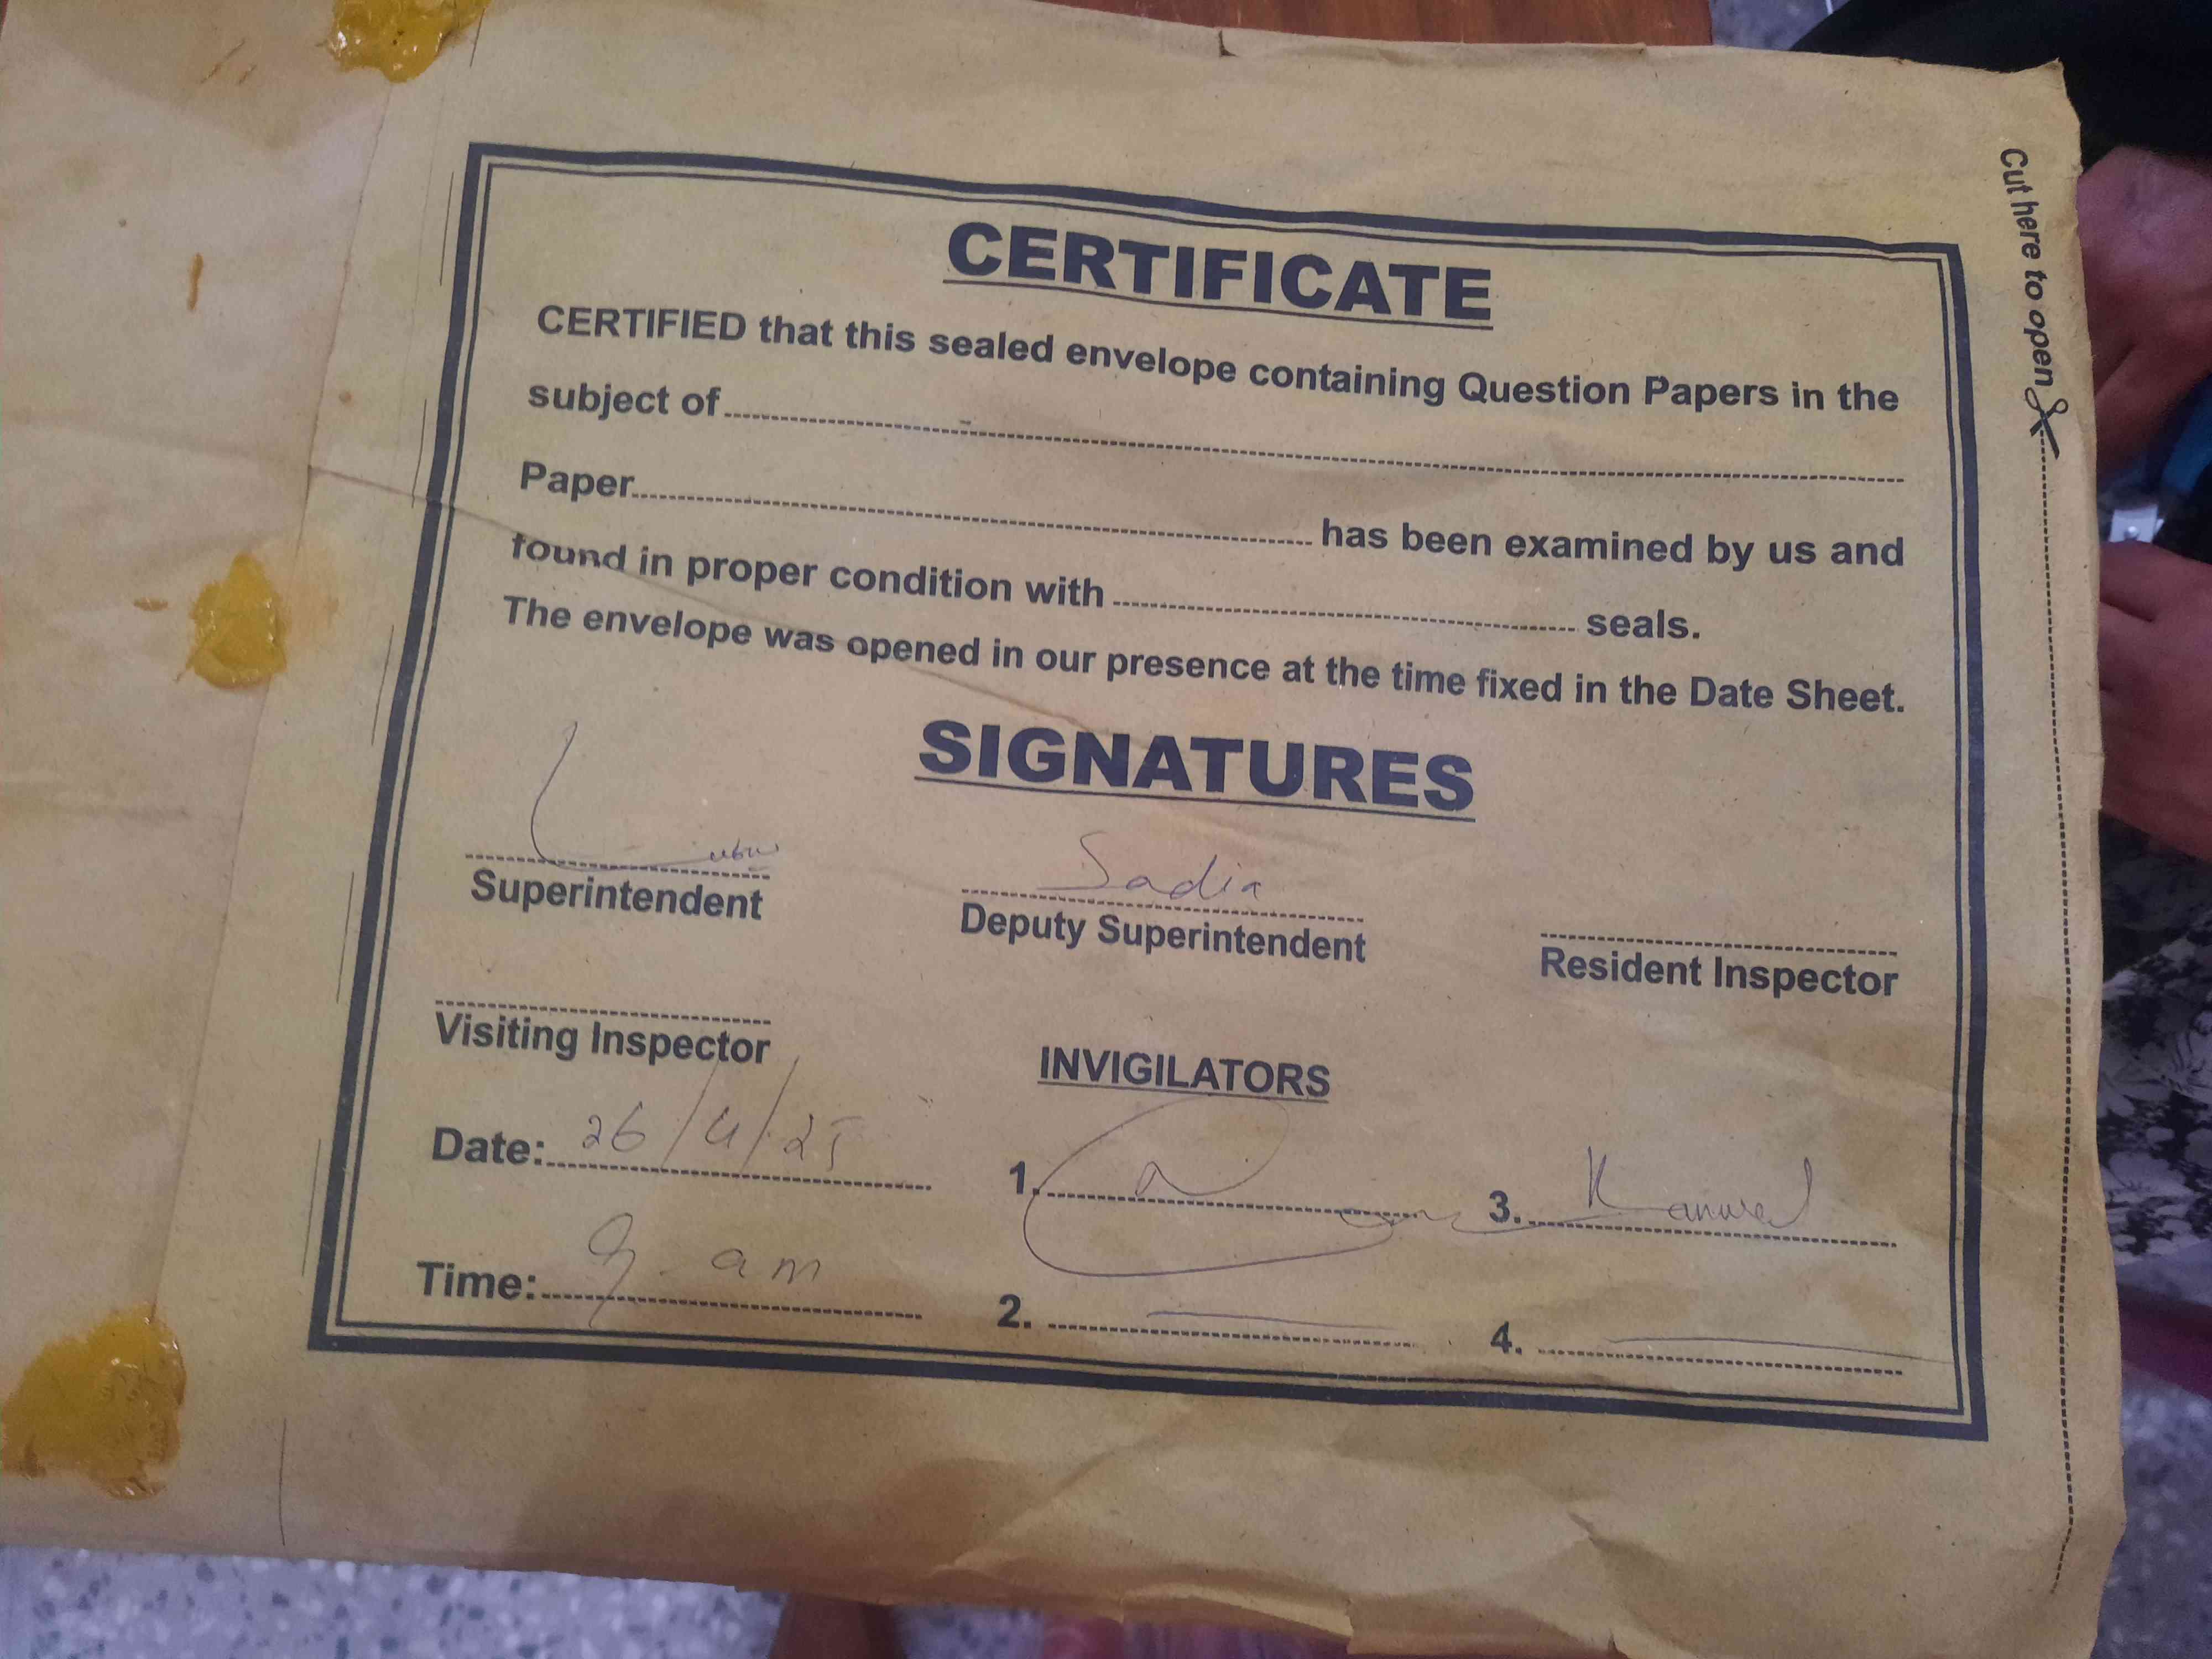 CERTIFICATE
CERTIFIED that this sealed envelope containing Question Papers in the
subject of
Paper has been examined by us and
found in proper condition with seals.
The envelope was opened in our presence at the time fixed in the Date Sheet.
SIGNATURES
Sadia
Superintendent Deputy Superintendent Resident Inspector
Visiting Inspector
INVIGILATORS
Date: 26/4/25 1. 3. Kanwal
Time: 9 am 2. 4.
Cut here to open